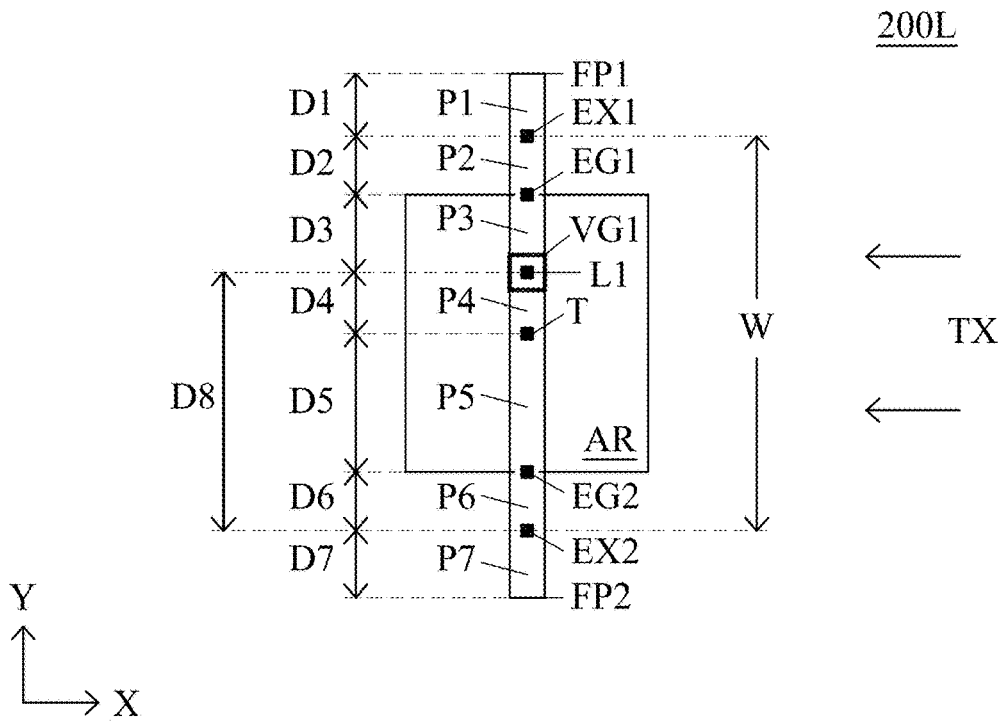 200L
FP1
D1 P1 EX1
D2 P2 EG1
D3 P3 VG1
L1
D4 P4 T
W TX
D8 D5 P5
AR
D6 P6 EG2
D7 P7 EX2
FP2
Y
X